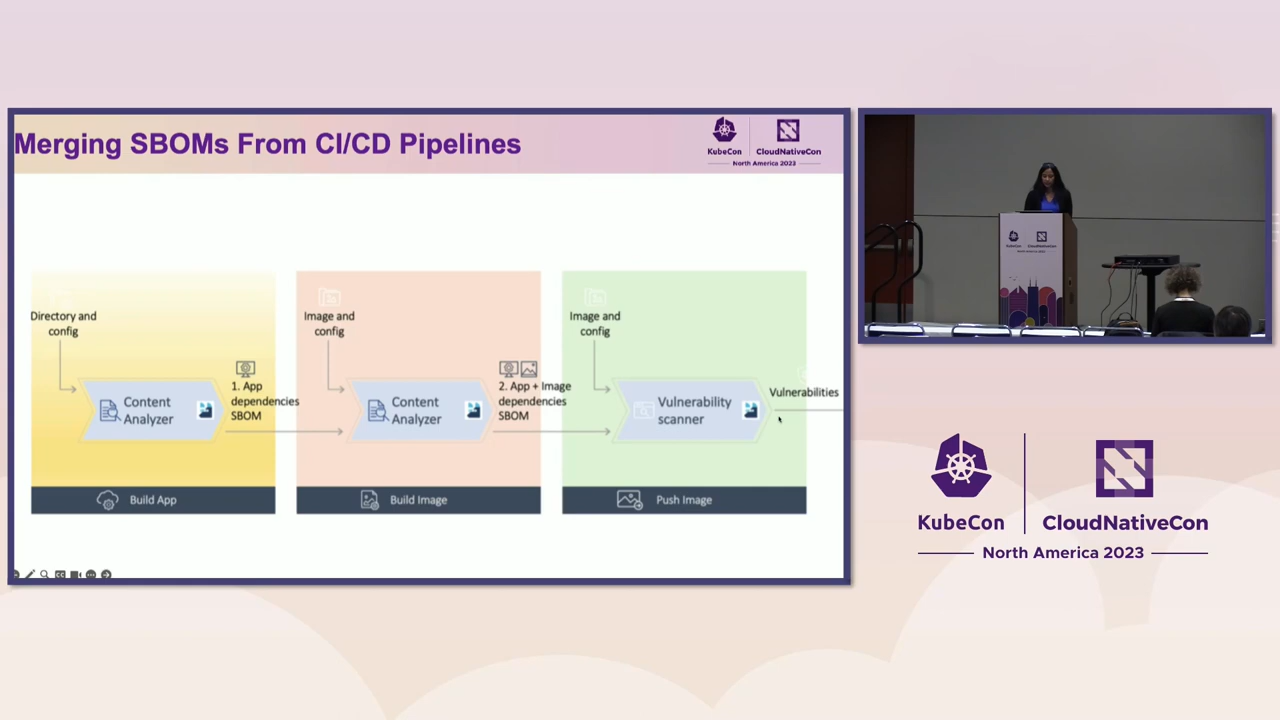 Merging SBOMs From CI/CD Pipelines
KubeCon
CloudNativeCon
North America 2023
Directory and
config
Content
Analyzer
1. App
dependencies
SBOM
Build App
Image and
config
Content
Analyzer
2. App + Image
dependencies
SBOM
Build Image
Image and
config
Vulnerability
scanner
Vulnerabilities
Push Image
KubeCon
CloudNativeCon
North America 2023